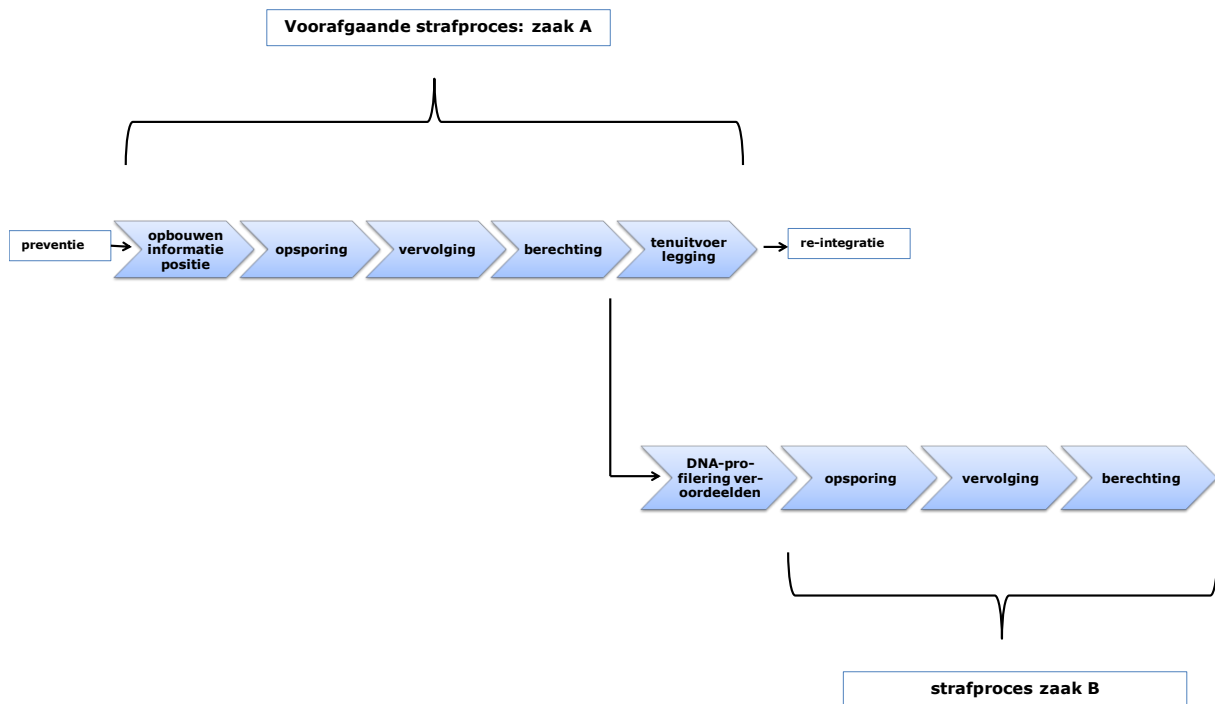 Voorafgaande strafproces: zaak A
preventie
opbouwen
informatie
positie
opsporing
vervolging
berechting
tenuitvoer
legging
re-integratie
DNA-pro-
filering ver-
oordeelden
opsporing
vervolging
berechting
strafproces zaak B